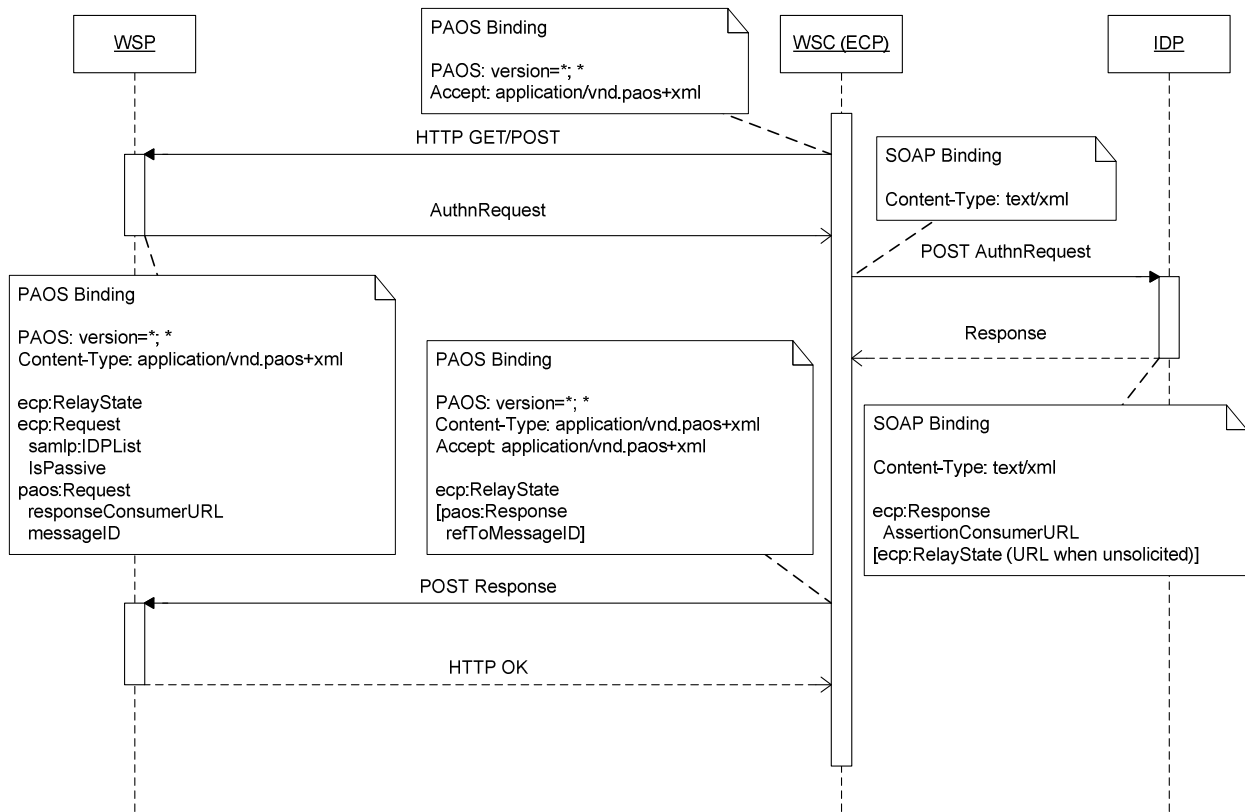 WSP
PAOS Binding
PAOS: version=*; *
Accept: application/vnd.paos+xml
WSC (ECP)
IDP
HTTP GET/POST
SOAP Binding
Content-Type: text/xml
AuthnRequest
POST AuthnRequest
PAOS Binding
PAOS: version=*; *
Content-Type: application/vnd.paos+xml
ecp:RelayState
ecp:Request
samlp:IDPList
IsPassive
paos:Request
responseConsumerURL
messageID
Response
PAOS Binding
PAOS: version=*; *
Content-Type: application/vnd.paos+xml
Accept: application/vnd.paos+xml
ecp:RelayState
[paos:Response
refToMessageID]
SOAP Binding
Content-Type: text/xml
ecp:Response
AssertionConsumerURL
[ecp:RelayState (URL when unsolicited)]
POST Response
HTTP OK